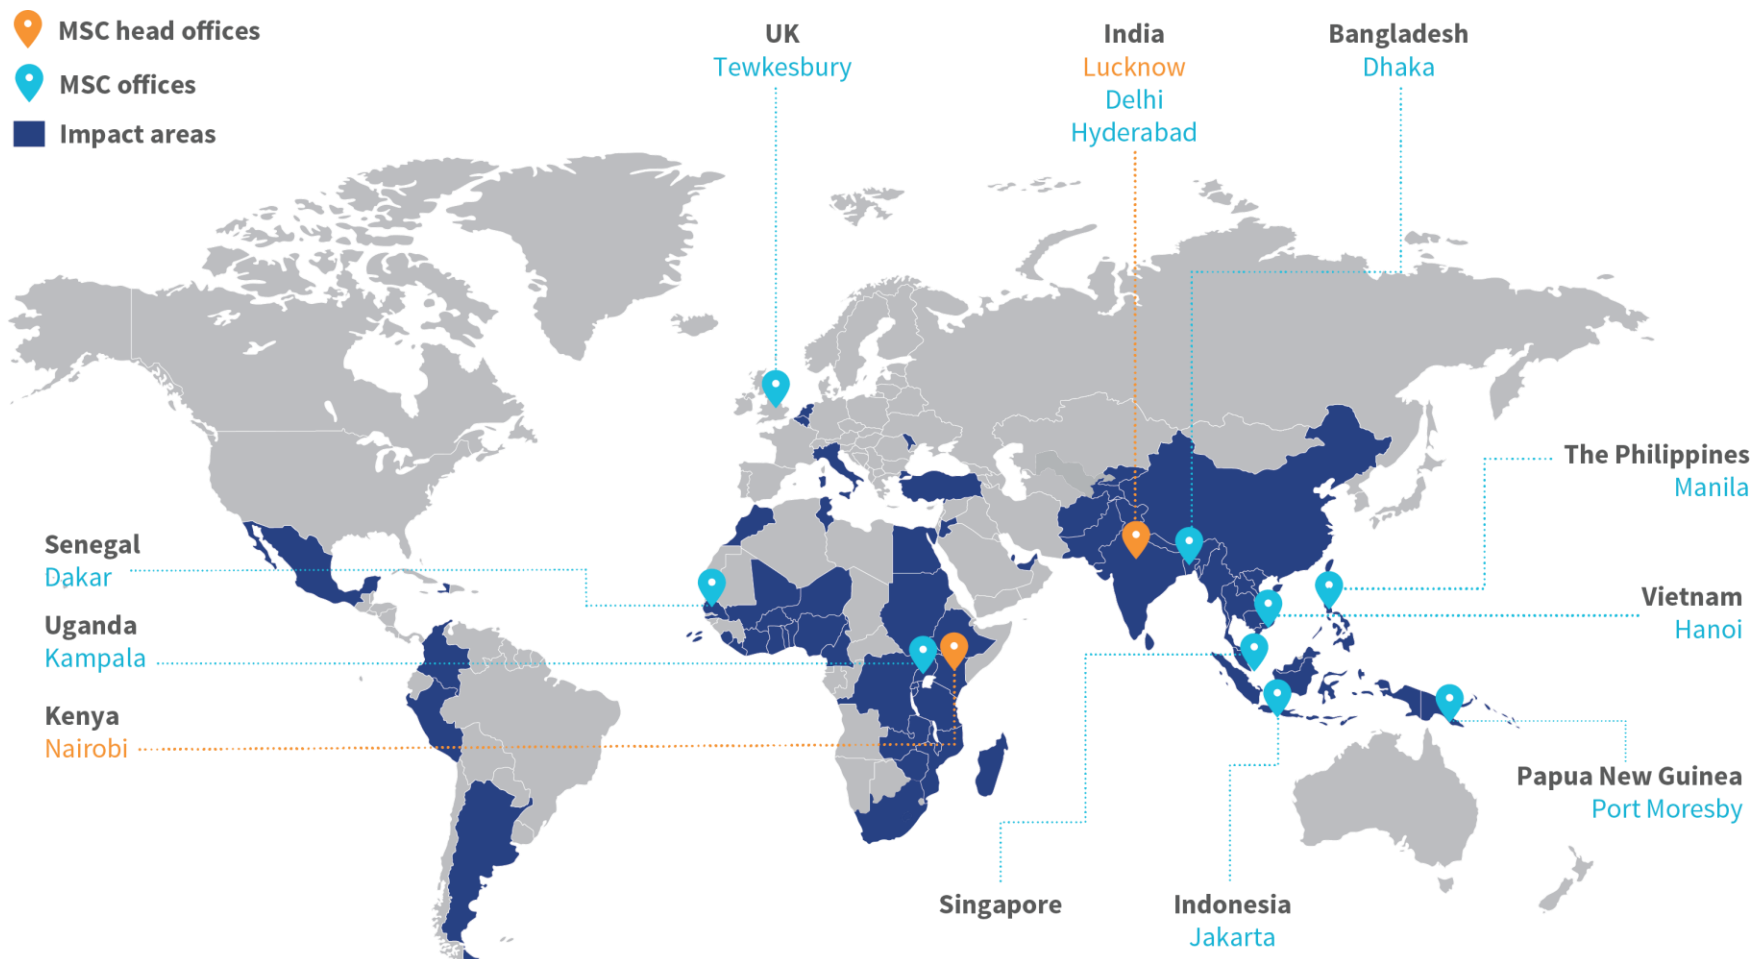 MSC head offices
MSC offices
Impact areas
UK
Tewkesbury
India
Lucknow
Delhi
Hyderabad
Bangladesh
Dhaka
The Philippines
Manila
Senegal
Dakar
Vietnam
Hanoi
Uganda
Kampala
Kenya
Nairobi
Papua New Guinea
Port Moresby
Singapore
Indonesia
Jakarta